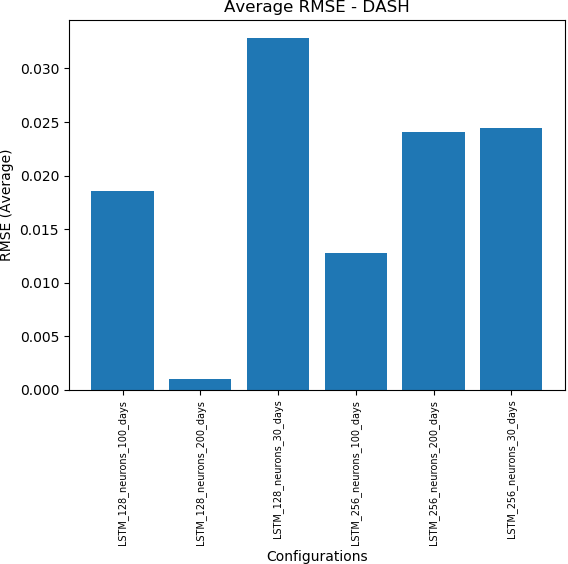 Average RMSE - DASH
RMSE (Average)
0.030
0.025
0.020
0.015
0.010
0.005
0.000
LSTM_128_neurons_100_days
LSTM_128_neurons_200_days
LSTM_128_neurons_30_days
LSTM_256_neurons_100_days
LSTM_256_neurons_200_days
LSTM_256_neurons_30_days
Configurations